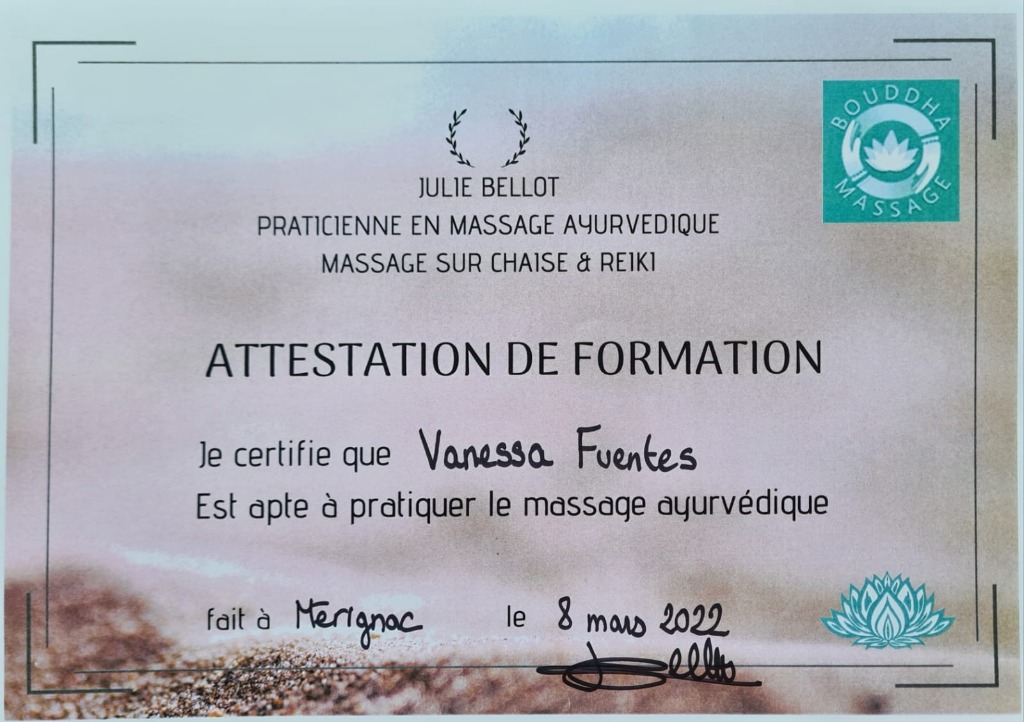 BOUDDHA
MASSAGE
JULIE BELLOT
PRATICIENNE EN MASSAGE AYURVEDIQUE
MASSAGE SUR CHAISE & REIKI
ATTESTATION DE FORMATION
Je certifie que Vanessa Fuentes
Est apte à pratiquer le massage ayurvédique
fait à Merignac le 8 mars 2022
JBellot